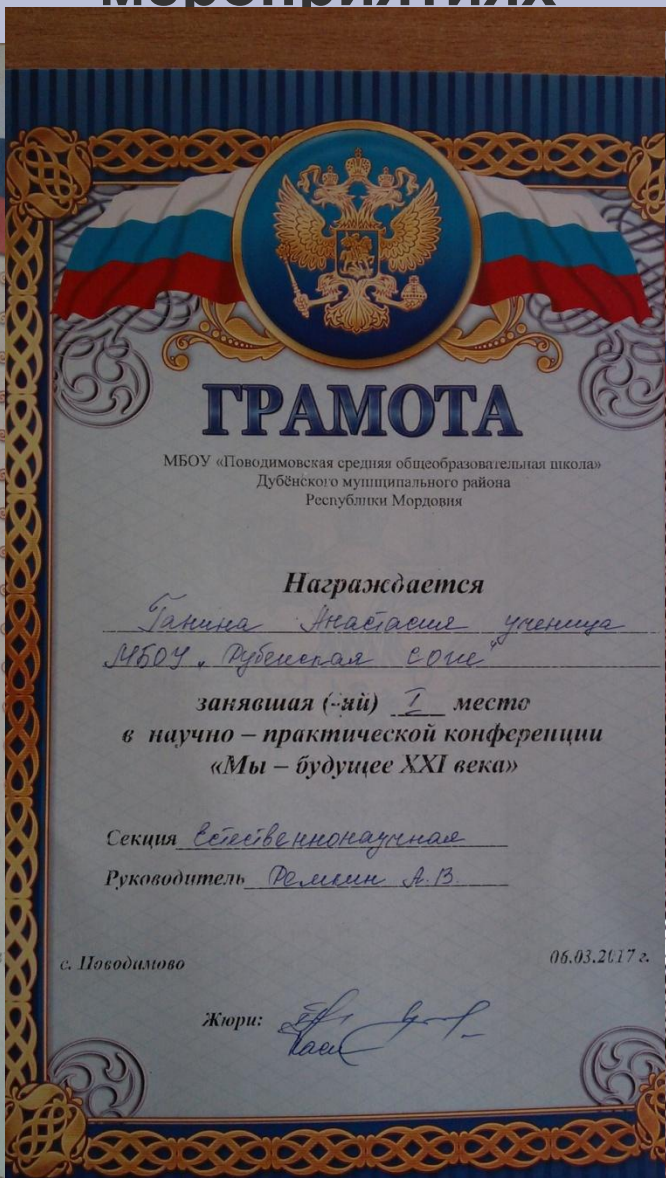 мероприятиях
ГРАМОТА
МБОУ «Поводимовская средняя общеобразовательная школа»
Дубёнского муниципального района
Республики Мордовия
Награждается
Ганина Анастасия ученица
МБОУ „Дубенская СОШ"
занявшая (-ий) I место
в научно – практической конференции
«Мы – будущее XXI века»
Секция Естественнонаучная
Руководитель А.В.
с. Поводимово
06.03.2017 г.
Жюри: